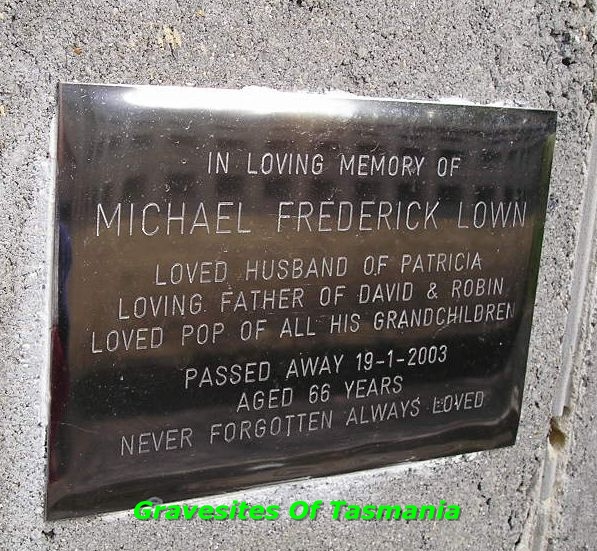 IN LOVING MEMORY OF
MICHAEL FREDERICK LOWN
LOVED HUSBAND OF PATRICIA
LOVING FATHER OF DAVID & ROBIN
LOVED POP OF ALL HIS GRANDCHILDREN
PASSED AWAY 19-1-2003
AGED 66 YEARS
NEVER FORGOTTEN ALWAYS LOVED
Gravesites Of Tasmania